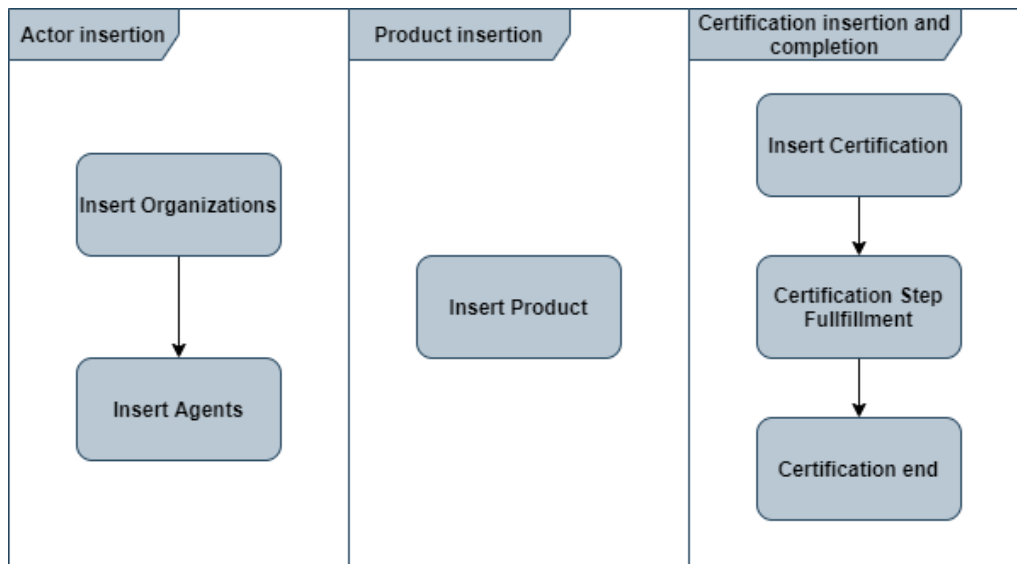 Actor insertion
Insert Organizations
Insert Agents
Product insertion
Insert Product
Certification insertion and
completion
Insert Certification
Certification Step
Fullfillment
Certification end